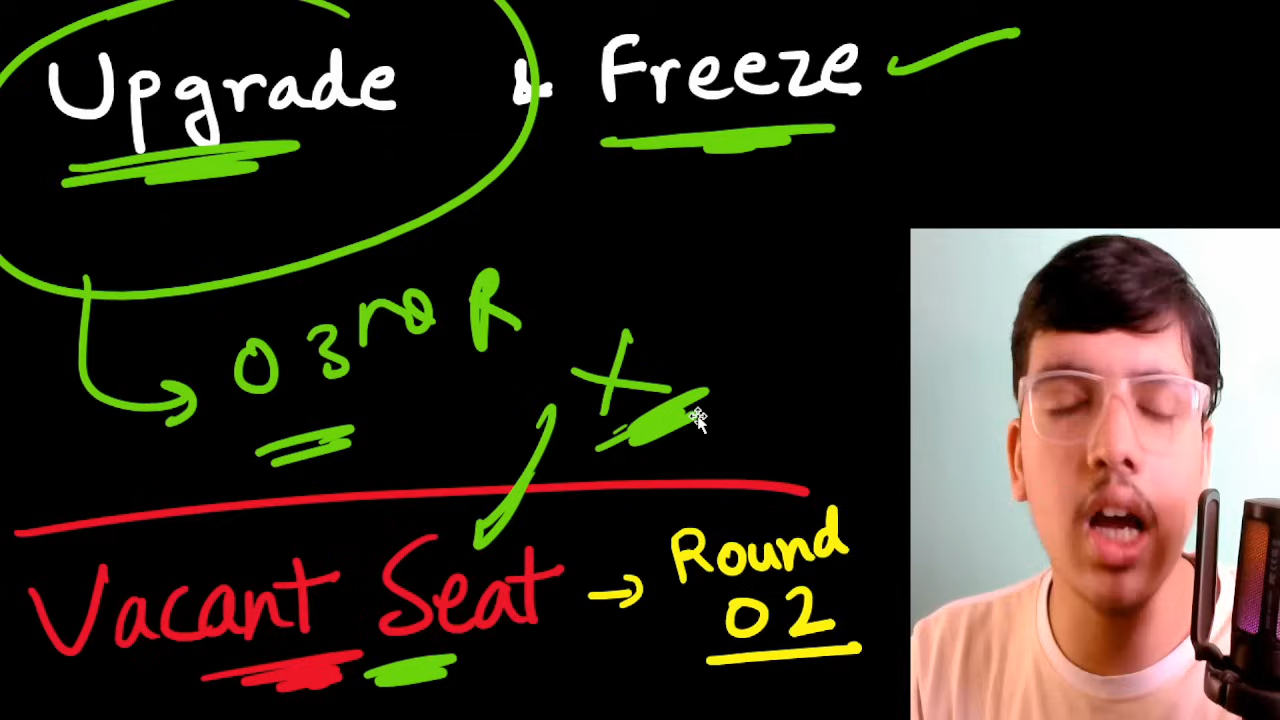 Upgrade & Freeze
03rd R
Vacant Seat → Round
02